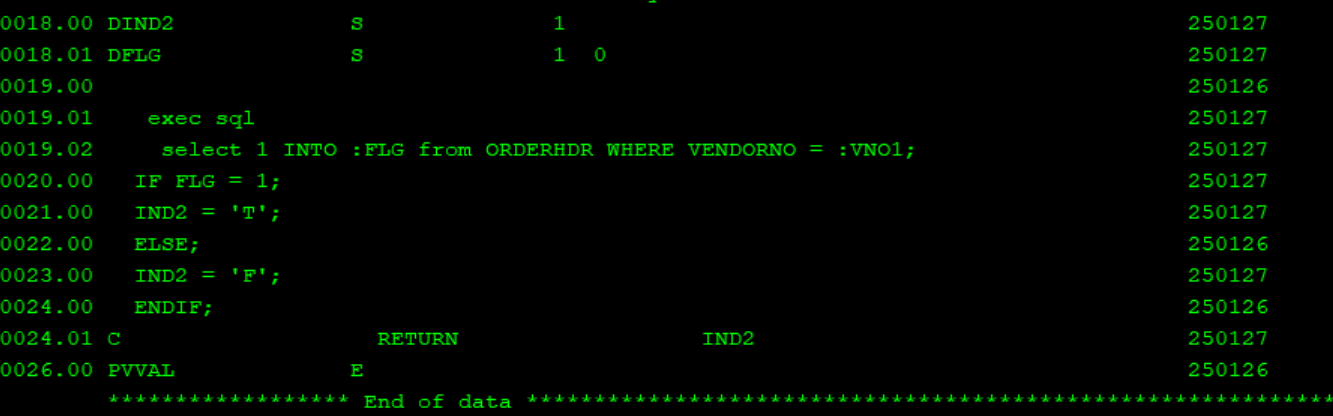 0018.00 DIND2 S 1 250127
0018.01 DFLG S 1 0 250127
0019.00 250126
0019.01 exec sql 250127
0019.02 select 1 INTO :FLG from ORDERHDR WHERE VENDORNO = :VNO1; 250127
0020.00 IF FLG = 1; 250127
0021.00 IND2 = 'T'; 250127
0022.00 ELSE; 250126
0023.00 IND2 = 'F'; 250127
0024.00 ENDIF; 250126
0024.01 C RETURN IND2 250127
0026.00 PVVAL E 250126
****************** End of data ************************************************************